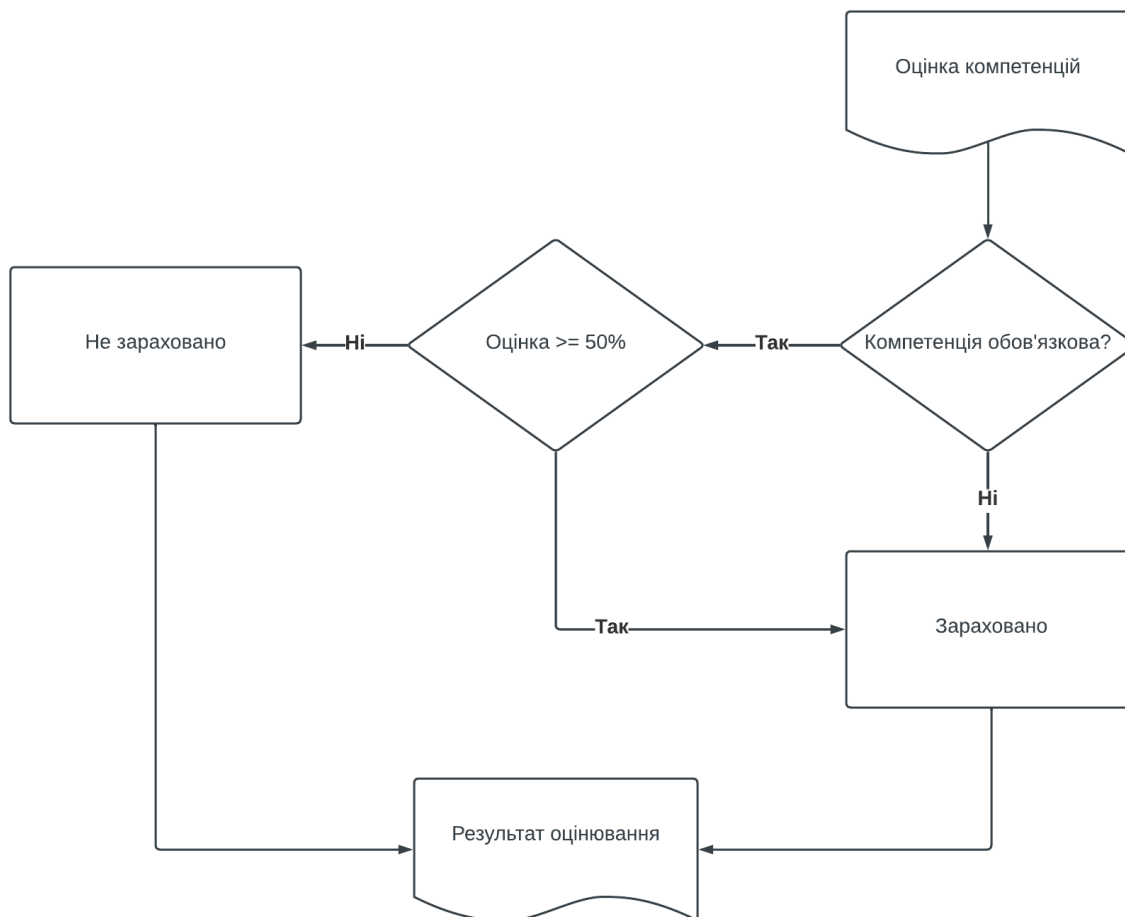 Оцінка компетенцій
Не зараховано
Ні
Оцінка >= 50%
Так
Компетенція обов'язкова?
Ні
Так
Зараховано
Результат оцінювання